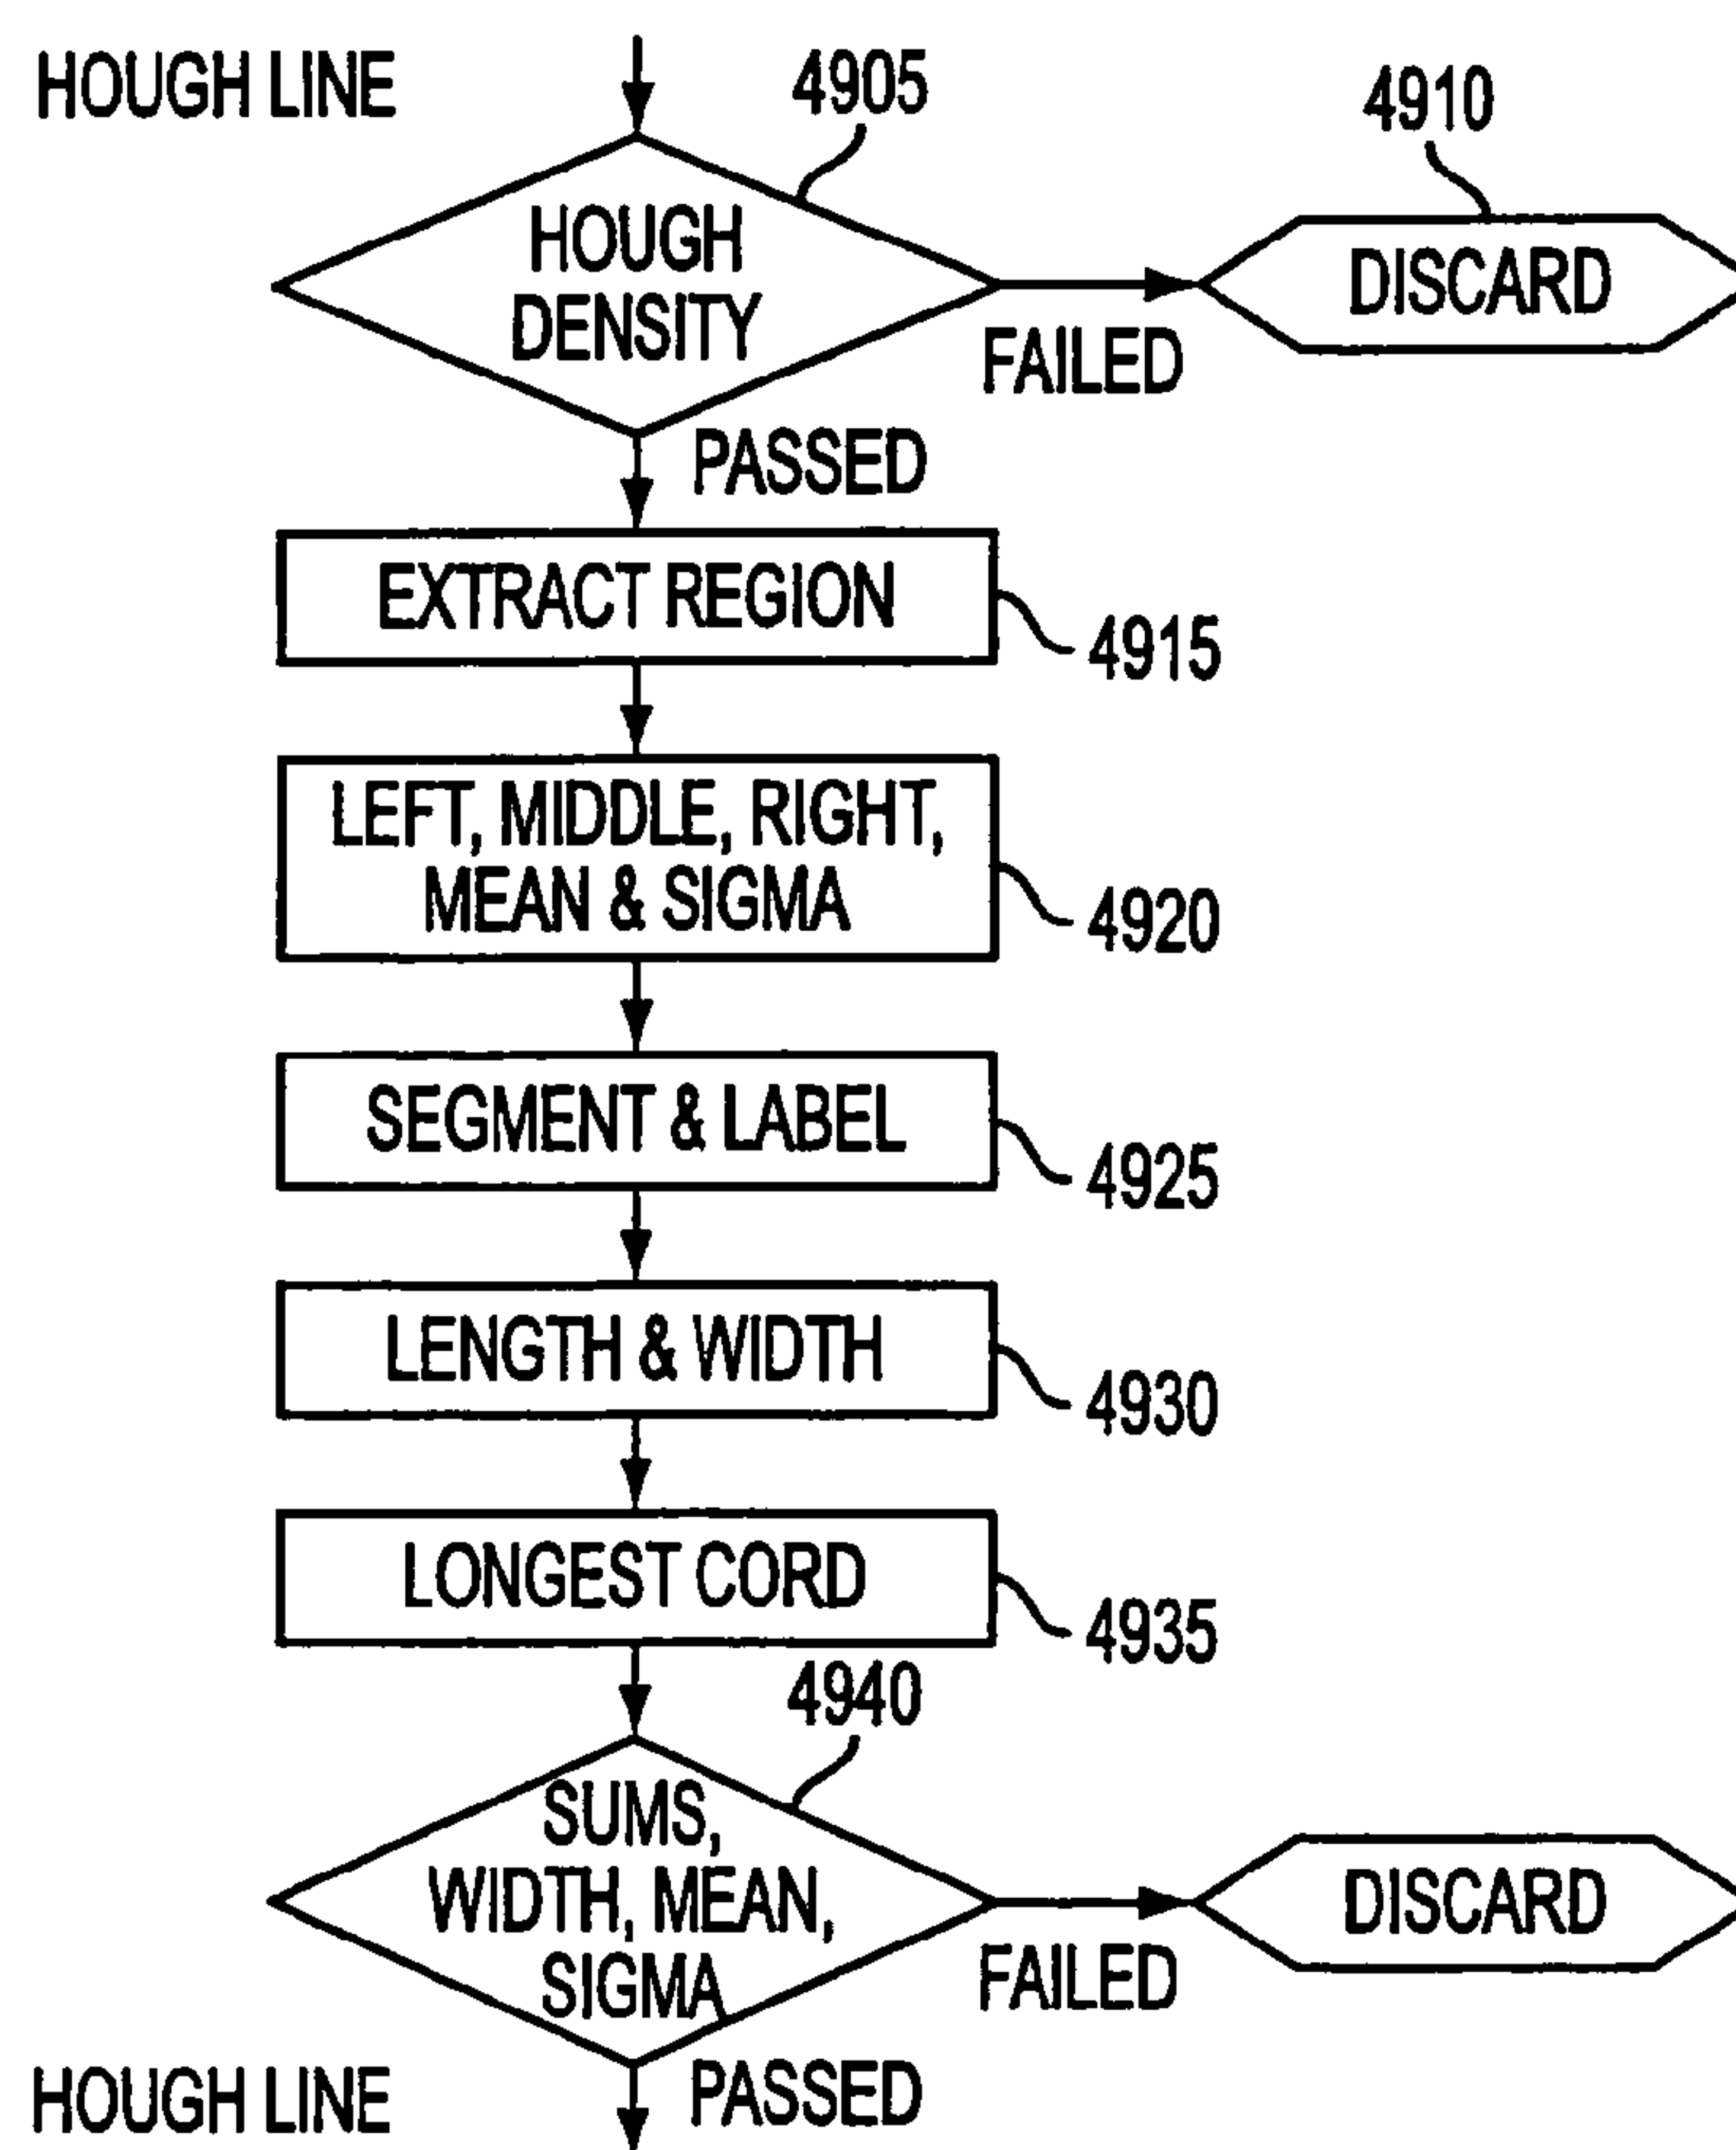 HOUGH LINE
4905
4910
HOUGH
DENSITY
DISCARD
FAILED
PASSED
EXTRACT REGION
4915
LEFT, MIDDLE, RIGHT,
MEAN & SIGMA
4920
SEGMENT & LABEL
4925
LENGTH & WIDTH
4930
LONGEST CORD
4935
4940
SUMS,
WIDTH, MEAN,
SIGMA
DISCARD
FAILED
PASSED
HOUGH LINE